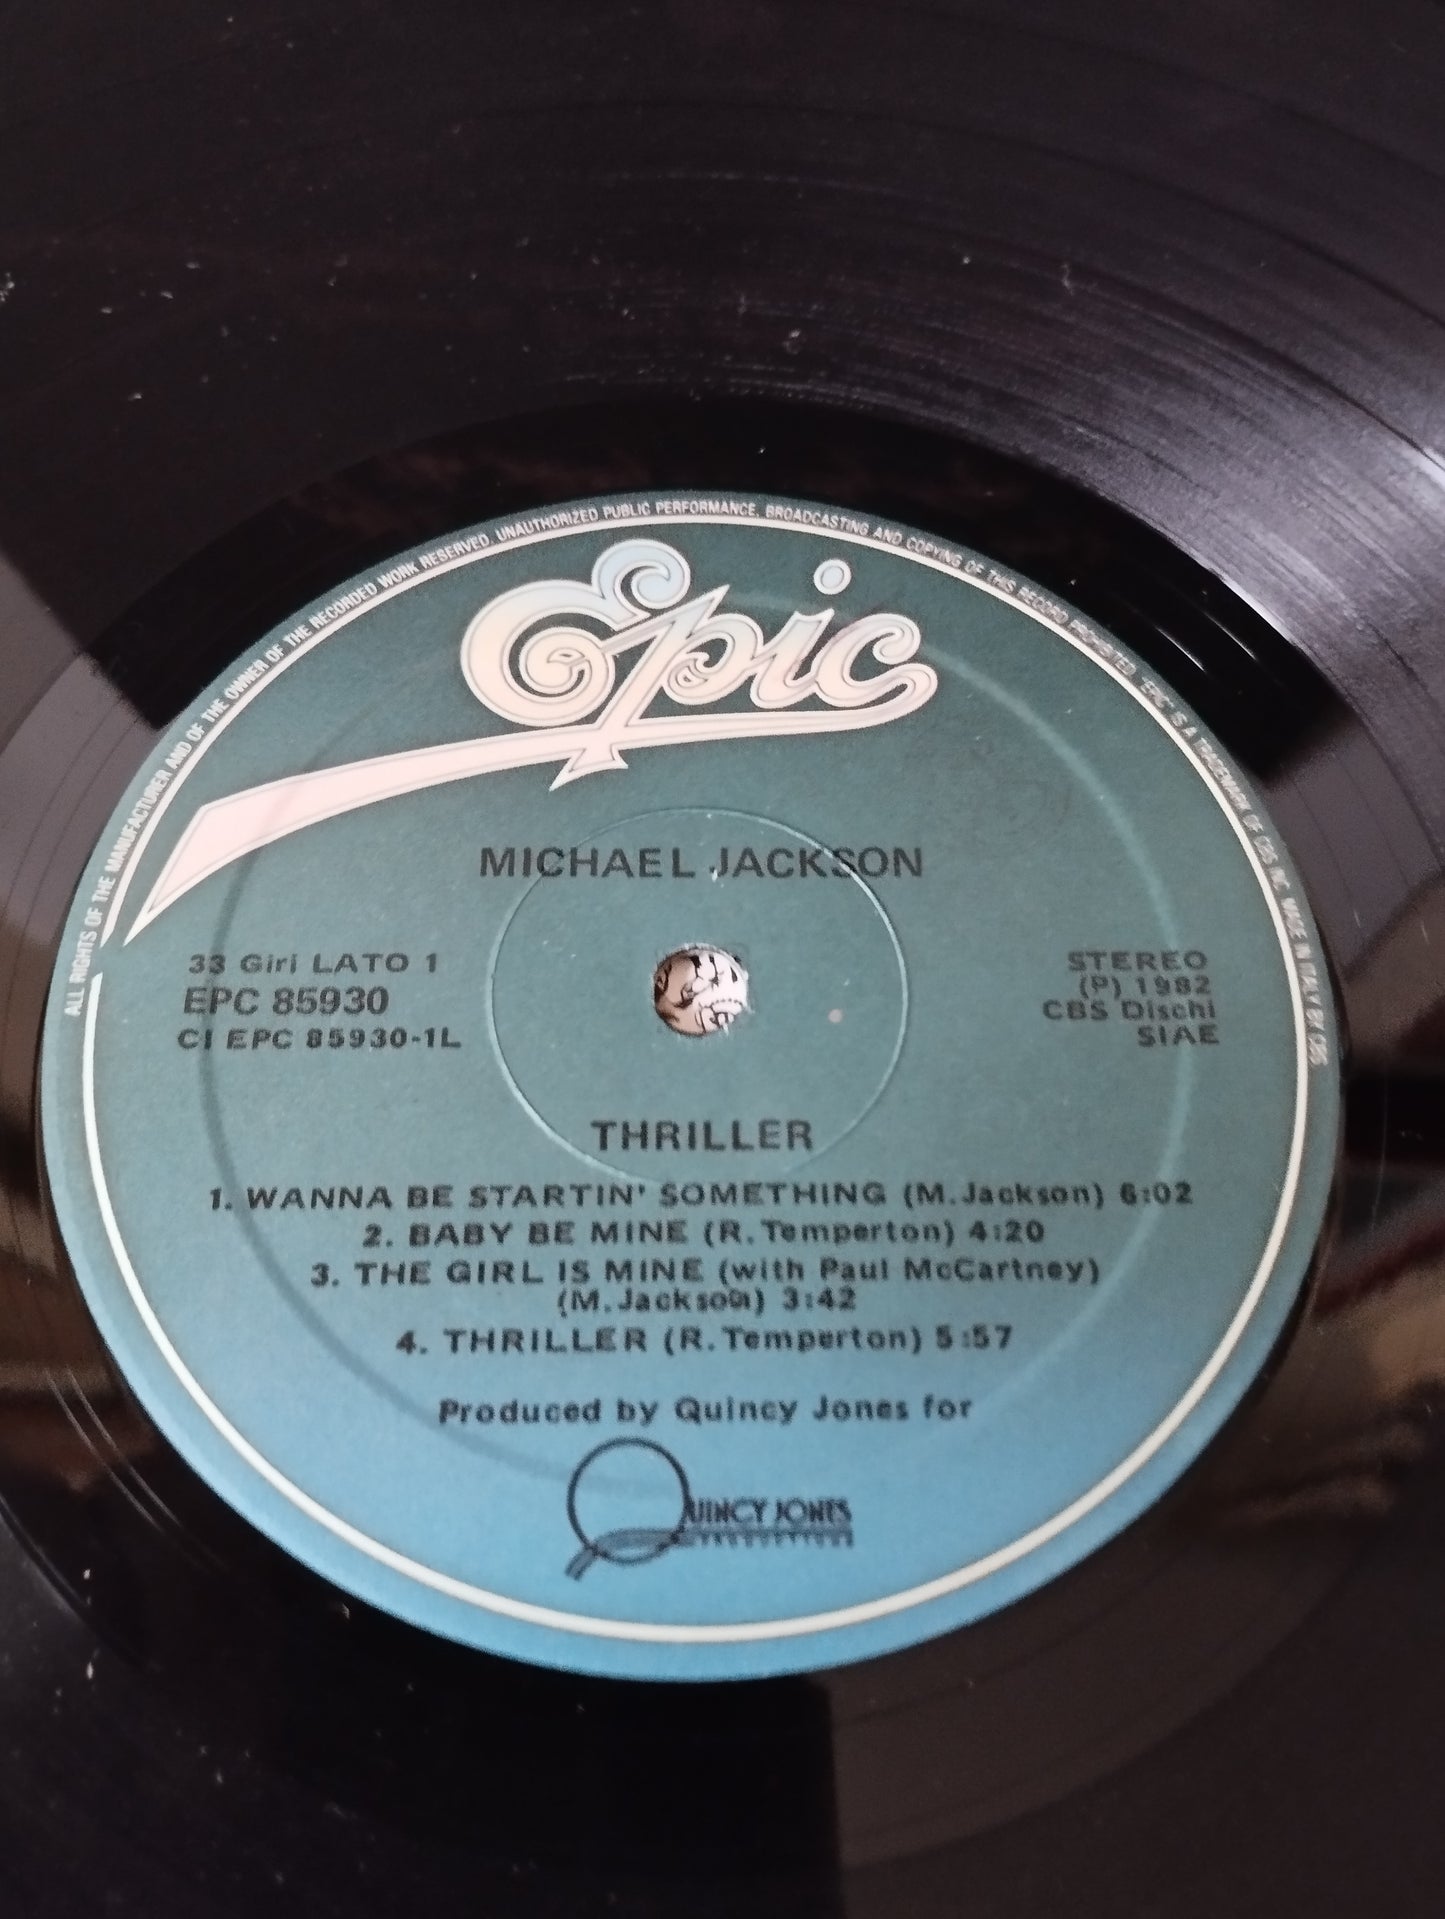 ALL RIGHTS OF THE MANUFACTURER AND OF THE OWNER OF THE RECORDED WORK RESERVED. UNAUTHORIZED PUBLIC PERFORMANCE, BROADCASTING AND COPYING OF THIS RECORD PROHIBITED. "EPIC" IS A TRADEMARK OF CBS INC. MADE IN ITALY BY CBS
Epic
MICHAEL JACKSON
33 Giri LATO 1
EPC 85930
CI EPC 85930-1L
STEREO
(P) 1982
CBS Dischi
SIAE
THRILLER
1. WANNA BE STARTIN' SOMETHING (M.Jackson) 6:02
2. BABY BE MINE (R.Temperton) 4:20
3. THE GIRL IS MINE (with Paul McCartney)
(M.Jackson) 3:42
4. THRILLER (R.Temperton) 5:57
Produced by Quincy Jones for
QUINCY JONES
PRODUCTIONS